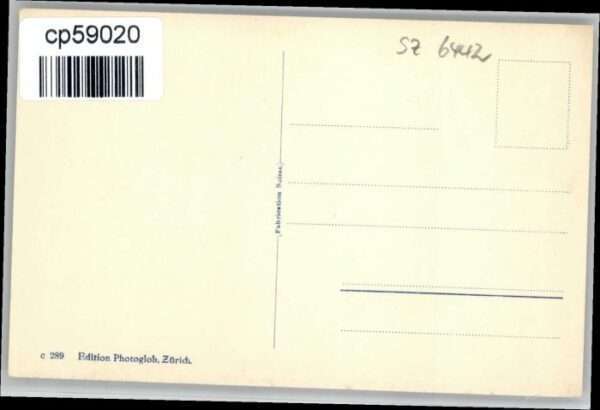 cp59020
SZ 6442
Fabrication Suisse
c 289 Edition Photoglob, Zürich.